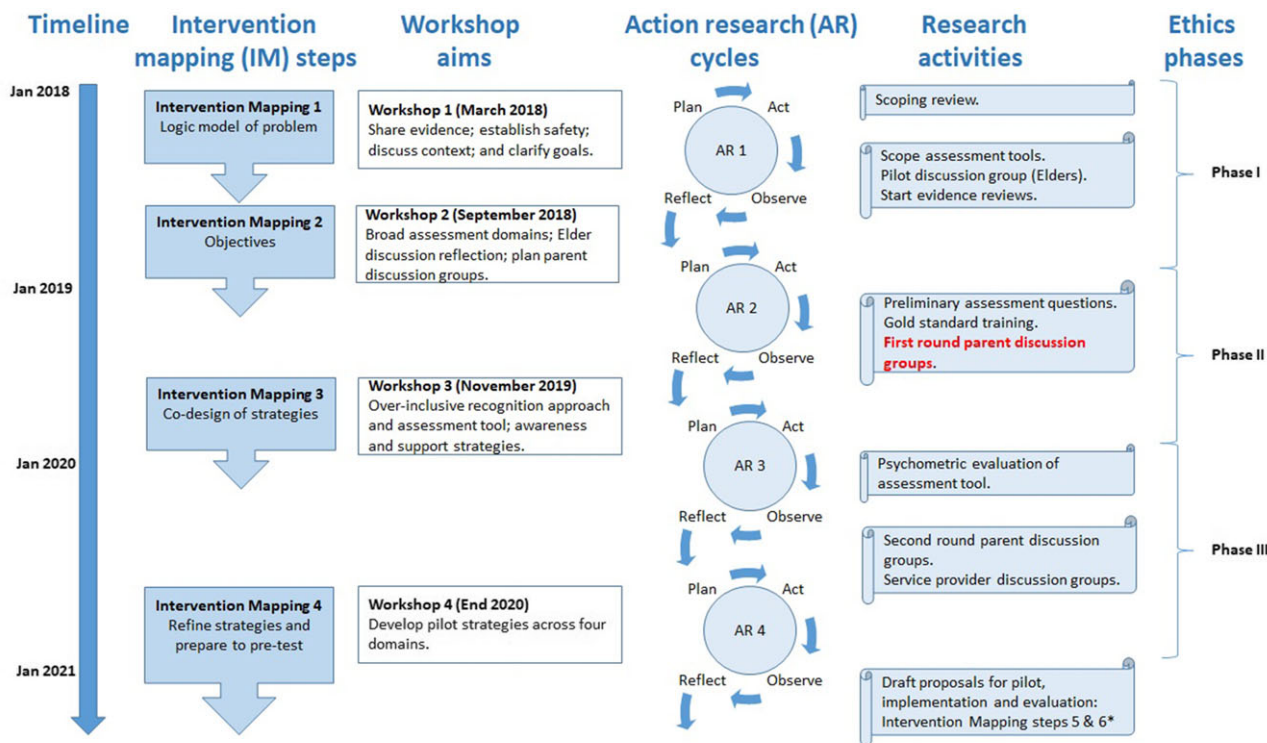 Timeline
Intervention
mapping (IM) steps
Workshop
aims
Action research (AR)
cycles
Research
activities
Ethics
phases
Jan 2018
Jan 2019
Jan 2020
Jan 2021
Intervention Mapping 1
Logic model of problem
Intervention Mapping 2
Objectives
Intervention Mapping 3
Co-design of strategies
Intervention Mapping 4
Refine strategies and
prepare to pre-test
Workshop 1 (March 2018)
Share evidence; establish safety;
discuss context; and clarify goals.
Workshop 2 (September 2018)
Broad assessment domains; Elder
discussion reflection; plan parent
discussion groups.
Workshop 3 (November 2019)
Over-inclusive recognition approach
and assessment tool; awareness
and support strategies.
Workshop 4 (End 2020)
Develop pilot strategies across four
domains.
Plan
Act
AR 1
Reflect
Observe
Plan
Act
AR 2
Reflect
Observe
Plan
Act
AR 3
Reflect
Observe
Plan
Act
AR 4
Reflect
Observe
Scoping review.
Scope assessment tools.
Pilot discussion group (Elders).
Start evidence reviews.
Preliminary assessment questions.
Gold standard training.
First round parent discussion
groups.
Psychometric evaluation of
assessment tool.
Second round parent discussion
groups.
Service provider discussion groups.
Draft proposals for pilot,
implementation and evaluation:
Intervention Mapping steps 5 & 6*
Phase I
Phase II
Phase III